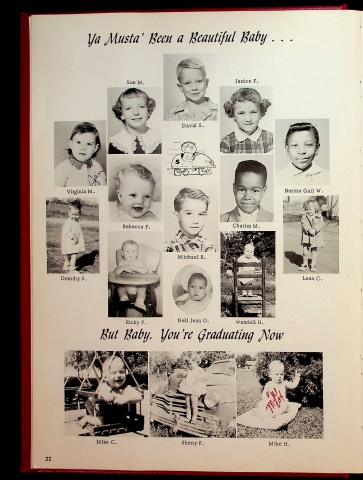 Ya Musta' Been a Beautiful Baby . . .
Sue M.
David S.
Janice F.
Virginia M.
Norma Gail W.
Rebecca F.
Charles M.
Michael R.
Dorothy S.
Lana C.
Ricky P.
Nell Jean O.
Wendell H.
But Baby, You're Graduating Now
Mike C.
Sherry F.
Mike H.
22